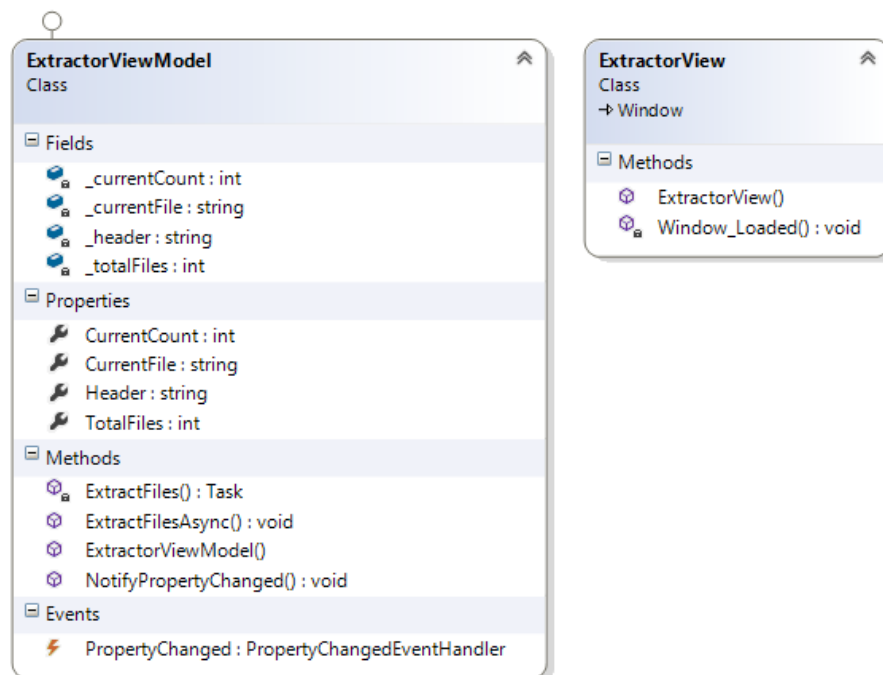 ExtractorViewModel
Class
Fields
_currentCount : int
_currentFile : string
_header : string
_totalFiles : int
Properties
CurrentCount : int
CurrentFile : string
Header : string
TotalFiles : int
Methods
ExtractFiles() : Task
ExtractFilesAsync() : void
ExtractorViewModel()
NotifyPropertyChanged() : void
Events
PropertyChanged : PropertyChangedEventHandler
ExtractorView
Class
Window
Methods
ExtractorView()
Window_Loaded() : void